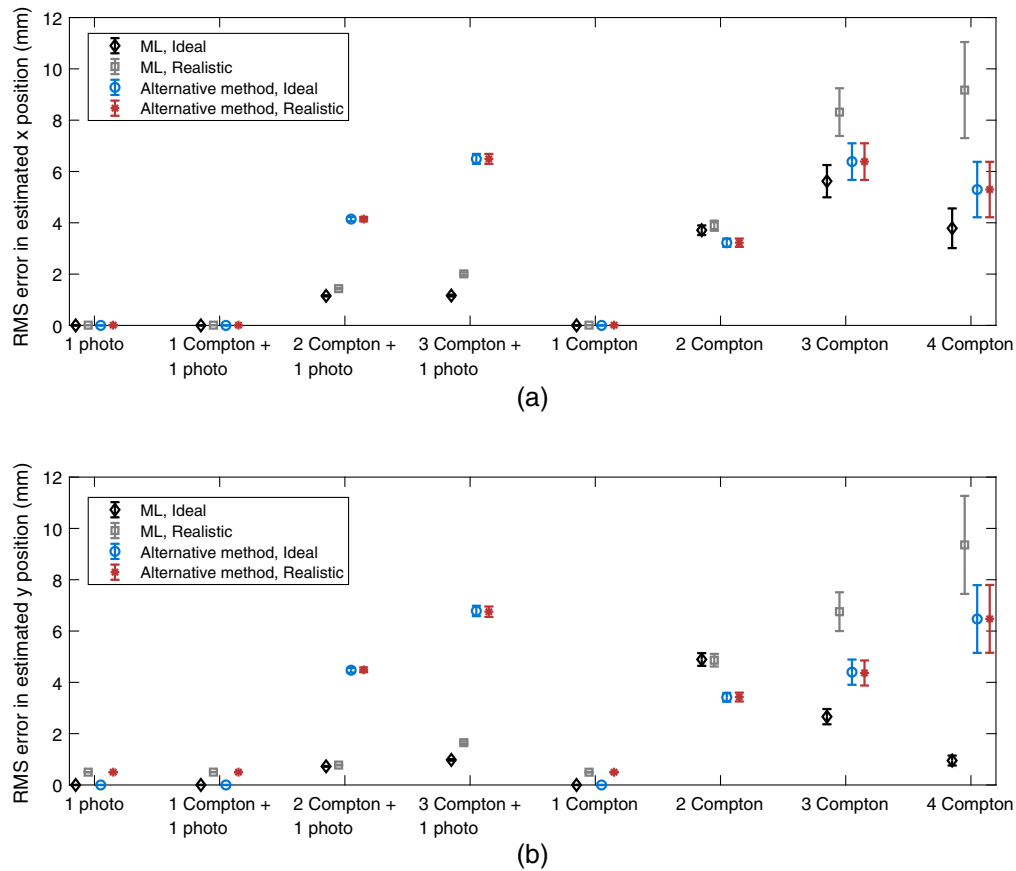 RMS error in estimated x position (mm)
12
10
8
6
4
2
0
ML, Ideal
ML, Realistic
Alternative method, Ideal
Alternative method, Realistic
1 photo
1 Compton +
1 photo
2 Compton +
1 photo
3 Compton +
1 photo
1 Compton
2 Compton
3 Compton
4 Compton
(a)
RMS error in estimated y position (mm)
12
10
8
6
4
2
0
ML, Ideal
ML, Realistic
Alternative method, Ideal
Alternative method, Realistic
1 photo
1 Compton +
1 photo
2 Compton +
1 photo
3 Compton +
1 photo
1 Compton
2 Compton
3 Compton
4 Compton
(b)